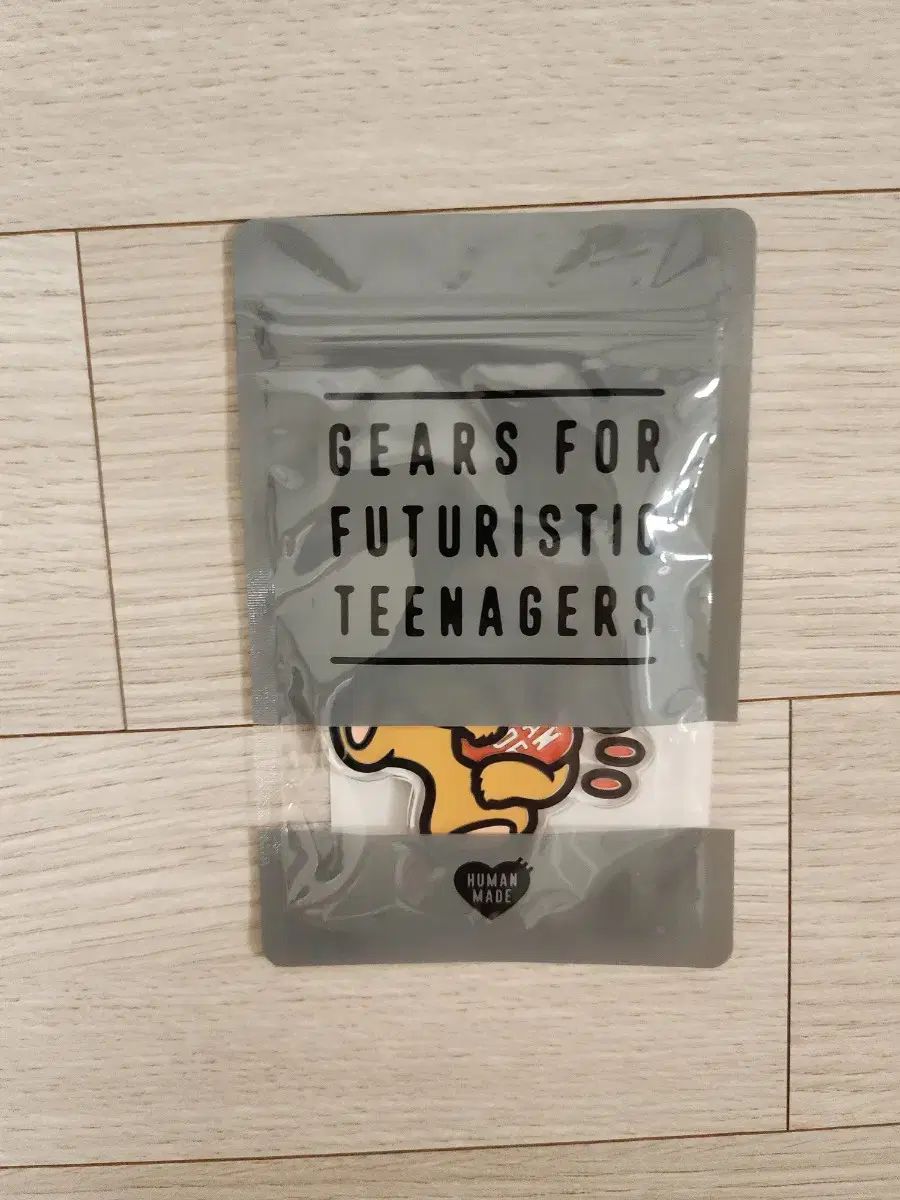 GEARS FOR
FUTURISTIC
TEENAGERS
HUMAN
MADE